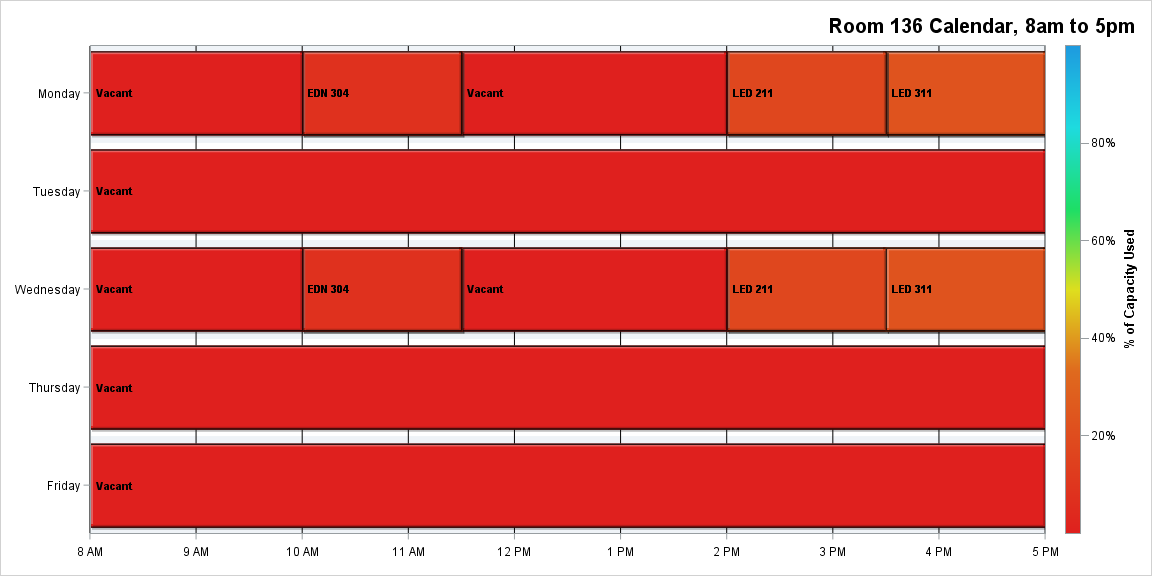 Room 136 Calendar, 8am to 5pm
Monday
Vacant
EDN 304
Vacant
LED 211
LED 311
Tuesday
Vacant
Wednesday
Vacant
EDN 304
Vacant
LED 211
LED 311
Thursday
Vacant
Friday
Vacant
8 AM
9 AM
10 AM
11 AM
12 PM
1 PM
2 PM
3 PM
4 PM
5 PM
80%
60%
40%
20%
% of Capacity Used